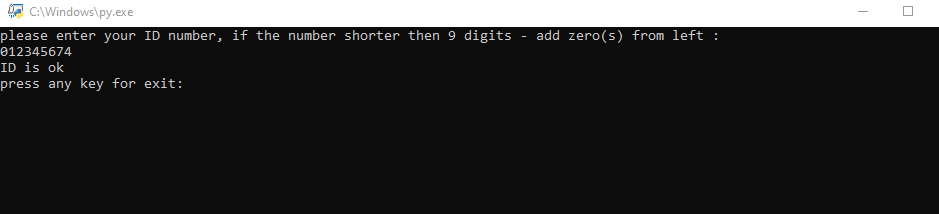 C:\Windows\py.exe
please enter your ID number, if the number shorter then 9 digits - add zero(s) from left :
012345674
ID is ok
press any key for exit: